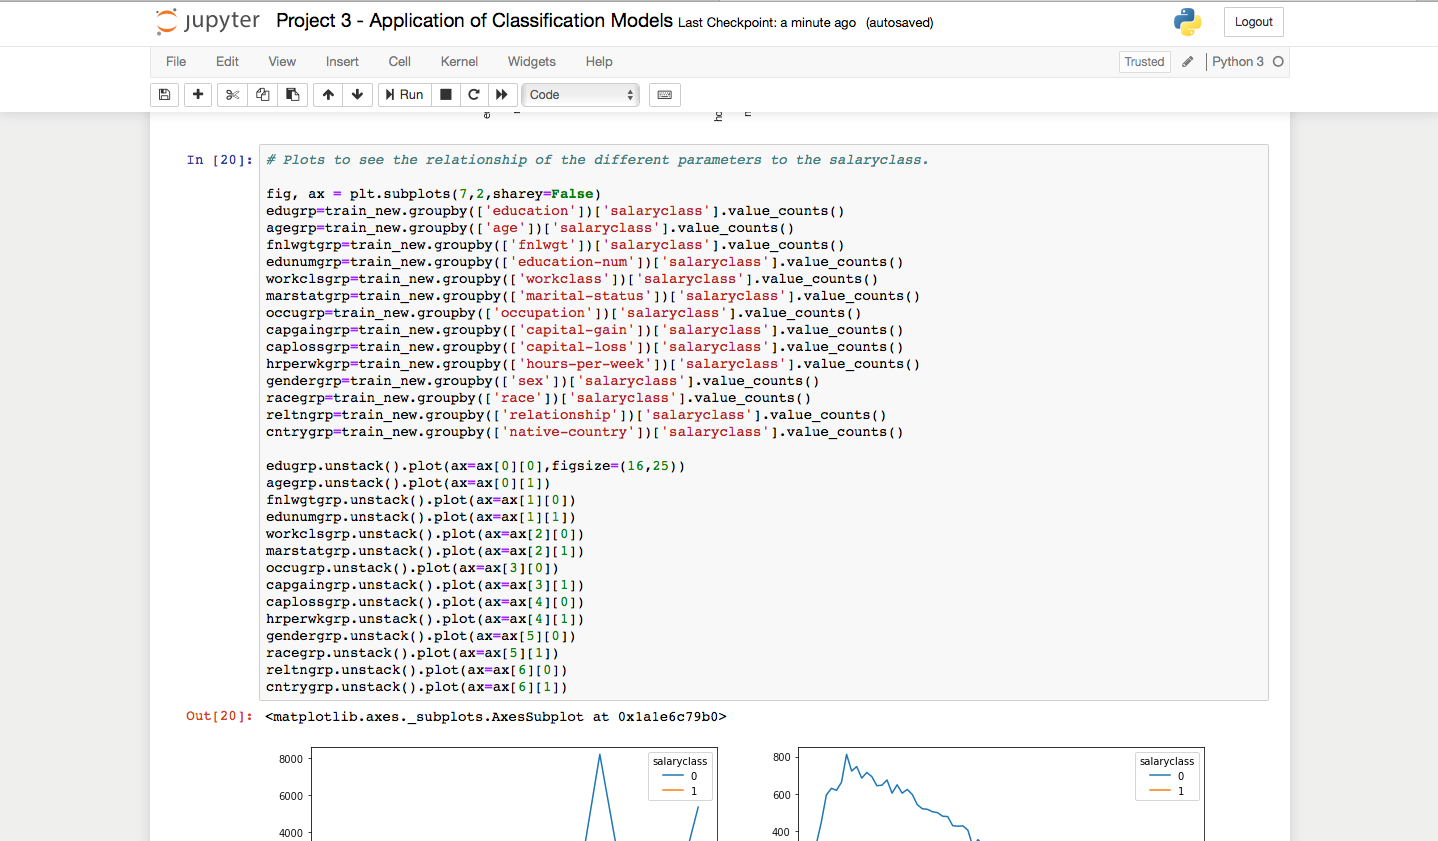 jupyter Project 3 - Application of Classification Models Last Checkpoint: a minute ago (autosaved) Logout
File Edit View Insert Cell Kernel Widgets Help Trusted Python 3
Run Code
In [20]: # Plots to see the relationship of the different parameters to the salaryclass.
fig, ax = plt.subplots(7,2,sharey=False)
edugrp=train_new.groupby(['education'])['salaryclass'].value_counts()
agegrp=train_new.groupby(['age'])['salaryclass'].value_counts()
fnlwgtgrp=train_new.groupby(['fnlwgt'])['salaryclass'].value_counts()
edunumgrp=train_new.groupby(['education-num'])['salaryclass'].value_counts()
workclsgrp=train_new.groupby(['workclass'])['salaryclass'].value_counts()
marstatgrp=train_new.groupby(['marital-status'])['salaryclass'].value_counts()
occugrp=train_new.groupby(['occupation'])['salaryclass'].value_counts()
capgaingrp=train_new.groupby(['capital-gain'])['salaryclass'].value_counts()
caplossgrp=train_new.groupby(['capital-loss'])['salaryclass'].value_counts()
hrperwkgrp=train_new.groupby(['hours-per-week'])['salaryclass'].value_counts()
gendergrp=train_new.groupby(['sex'])['salaryclass'].value_counts()
racegrp=train_new.groupby(['race'])['salaryclass'].value_counts()
reltngrp=train_new.groupby(['relationship'])['salaryclass'].value_counts()
cntrygrp=train_new.groupby(['native-country'])['salaryclass'].value_counts()
edugrp.unstack().plot(ax=ax[0][0],figsize=(16,25))
agegrp.unstack().plot(ax=ax[0][1])
fnlwgtgrp.unstack().plot(ax=ax[1][0])
edunumgrp.unstack().plot(ax=ax[1][1])
workclsgrp.unstack().plot(ax=ax[2][0])
marstatgrp.unstack().plot(ax=ax[2][1])
occugrp.unstack().plot(ax=ax[3][0])
capgaingrp.unstack().plot(ax=ax[3][1])
caplossgrp.unstack().plot(ax=ax[4][0])
hrperwkgrp.unstack().plot(ax=ax[4][1])
gendergrp.unstack().plot(ax=ax[5][0])
racegrp.unstack().plot(ax=ax[5][1])
reltngrp.unstack().plot(ax=ax[6][0])
cntrygrp.unstack().plot(ax=ax[6][1])
Out[20]: <matplotlib.axes._subplots.AxesSubplot at 0x1a1e6c79b0>
8000
6000
4000
salaryclass
0
1
800
600
400
salaryclass
0
1